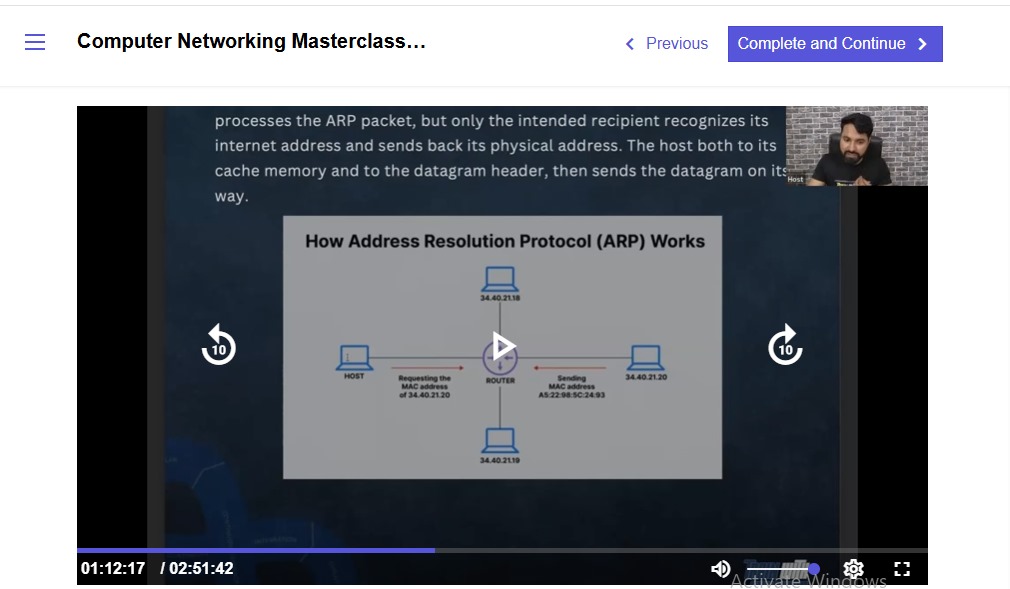 Computer Networking Masterclass…
Previous
Complete and Continue
processes the ARP packet, but only the intended recipient recognizes its
internet address and sends back its physical address. The host both to its
cache memory and to the datagram header, then sends the datagram on its
way.
Host
How Address Resolution Protocol (ARP) Works
34.40.21.18
HOST
Requesting the
MAC address
of 34.40.21.20
ROUTER
Sending
MAC address
A5:22:98:5C:24:93
34.40.21.20
34.40.21.19
10
10
01:12:17 / 02:51:42
Activate Windows